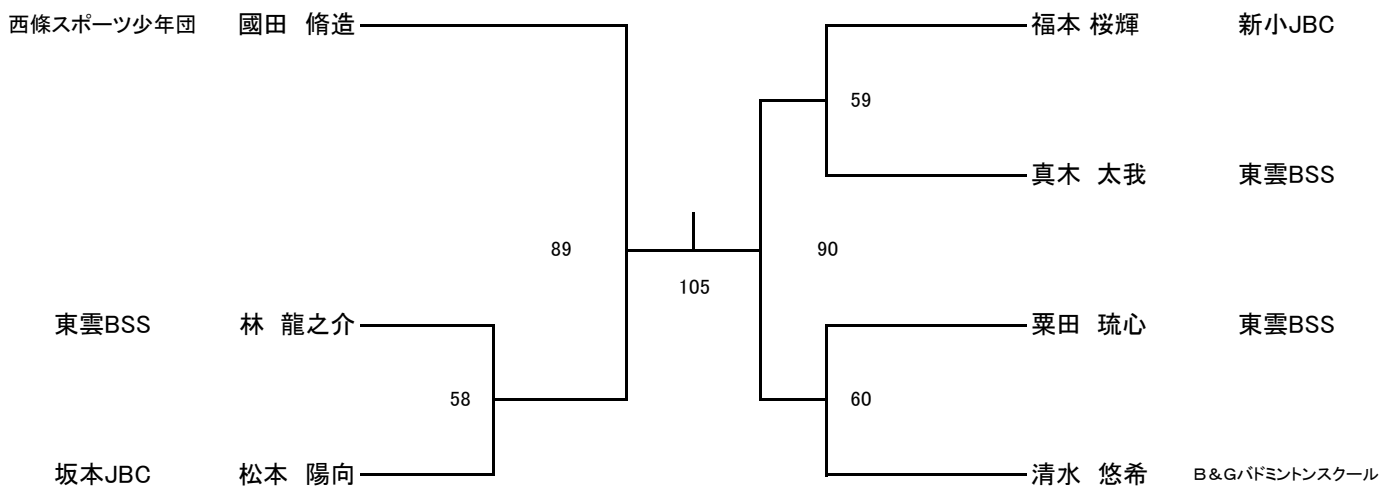 西條スポーツ少年団 國田 脩造
福本 桜輝 新小JBC
59
真木 太我 東雲BSS
89
90
105
東雲BSS 林 龍之介
粟田 琉心 東雲BSS
58
60
坂本JBC 松本 陽向
清水 悠希 B&Gバドミントンスクール